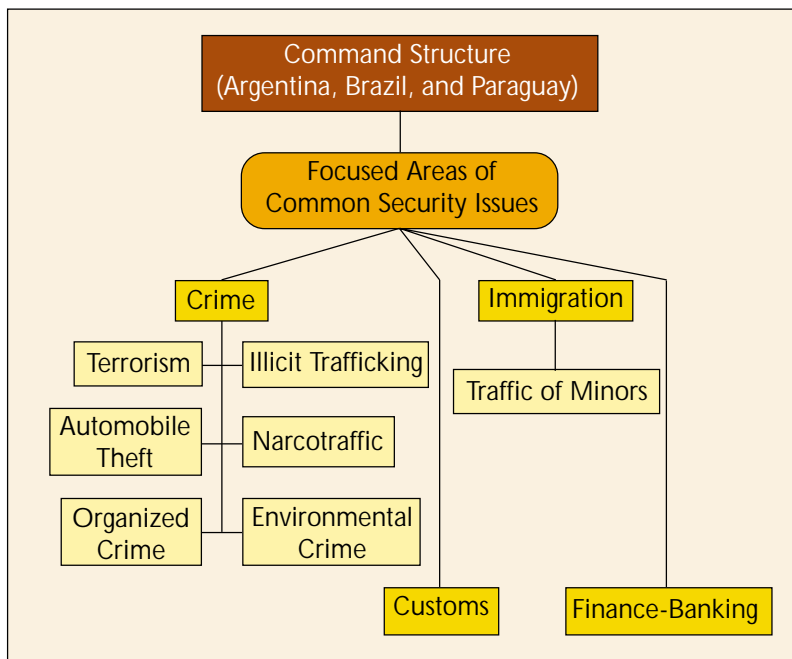 Command Structure
(Argentina, Brazil, and Paraguay)
Focused Areas of
Common Security Issues
Crime
Immigration
Terrorism
Illicit Trafficking
Traffic of Minors
Automobile
Theft
Narcotraffic
Organized
Crime
Environmental
Crime
Customs
Finance-Banking